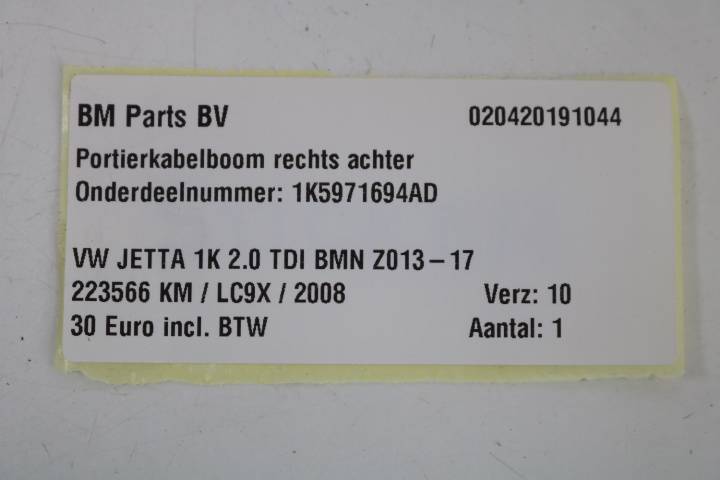 BM Parts BV 020420191044
Portierkabelboom rechts achter
Onderdeelnummer: 1K5971694AD
VW JETTA 1K 2.0 TDI BMN Z013-17
223566 KM / LC9X / 2008 Verz: 10
30 Euro incl. BTW Aantal: 1